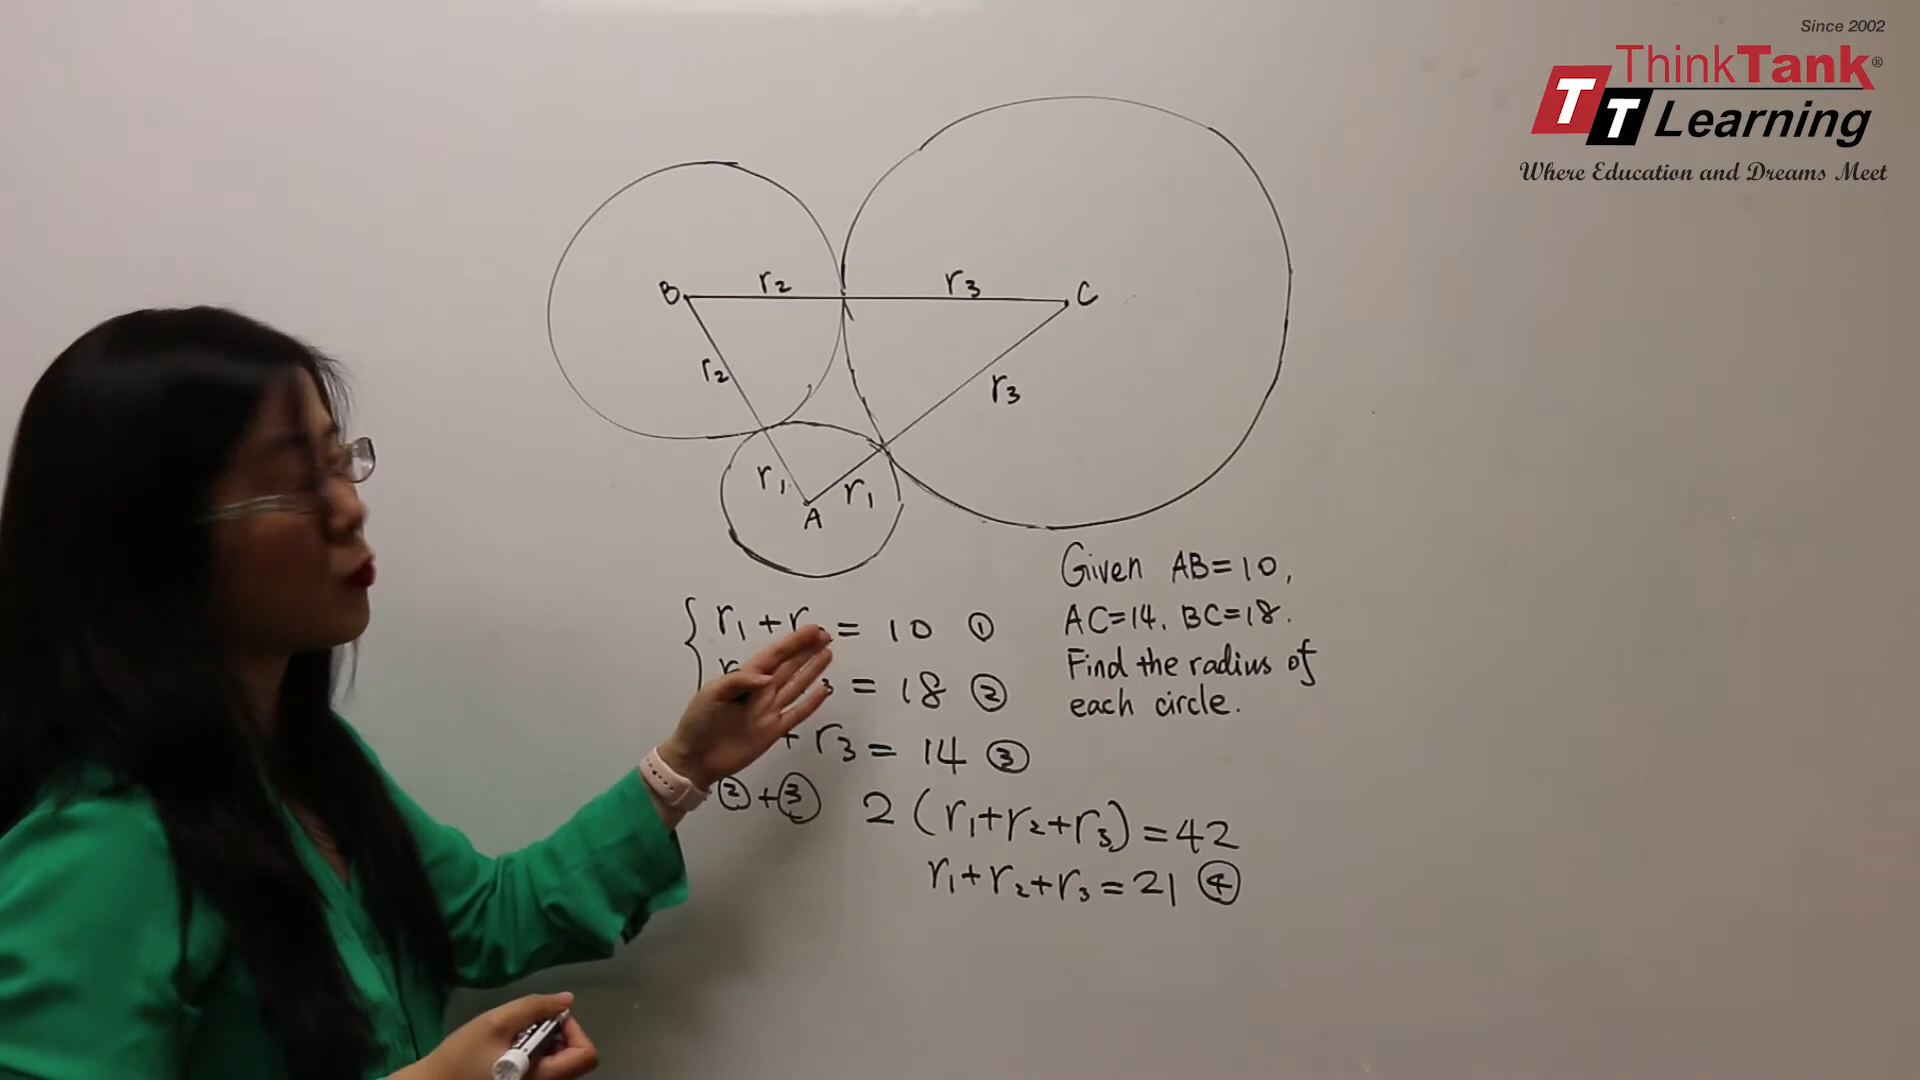 Since 2002
ThinkTank®
TT Learning
Where Education and Dreams Meet
B r2 r3 C
r2 r3
r1 r1
A
Given AB=10,
AC=14. BC=18.
Find the radius of
each circle.
r1+r = 10 ①
3 = 18 ②
+ r3 = 14 ③
②+③ 2(r1+r2+r3)=42
r1+r2+r3=21 ④